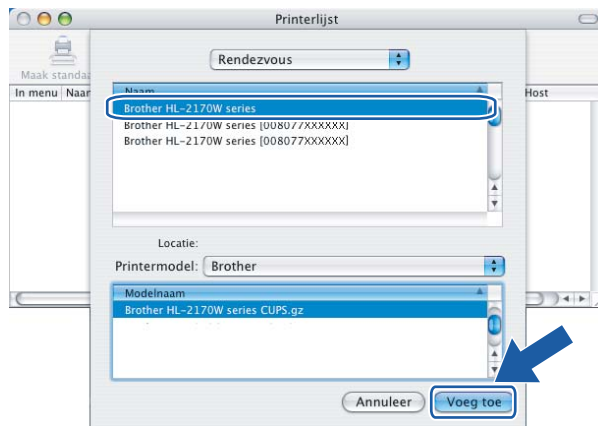 Printerlijst
Rendezvous
Maak standaa
In menu Naar
Host
Naam
Brother HL-2170W series
Brother HL-2170W series [008077XXXXXX]
Brother HL-2170W series [008077XXXXXX]
Locatie:
Printermodel: Brother
Modelnaam
Brother HL-2170W series CUPS.gz
Annuleer
Voeg toe